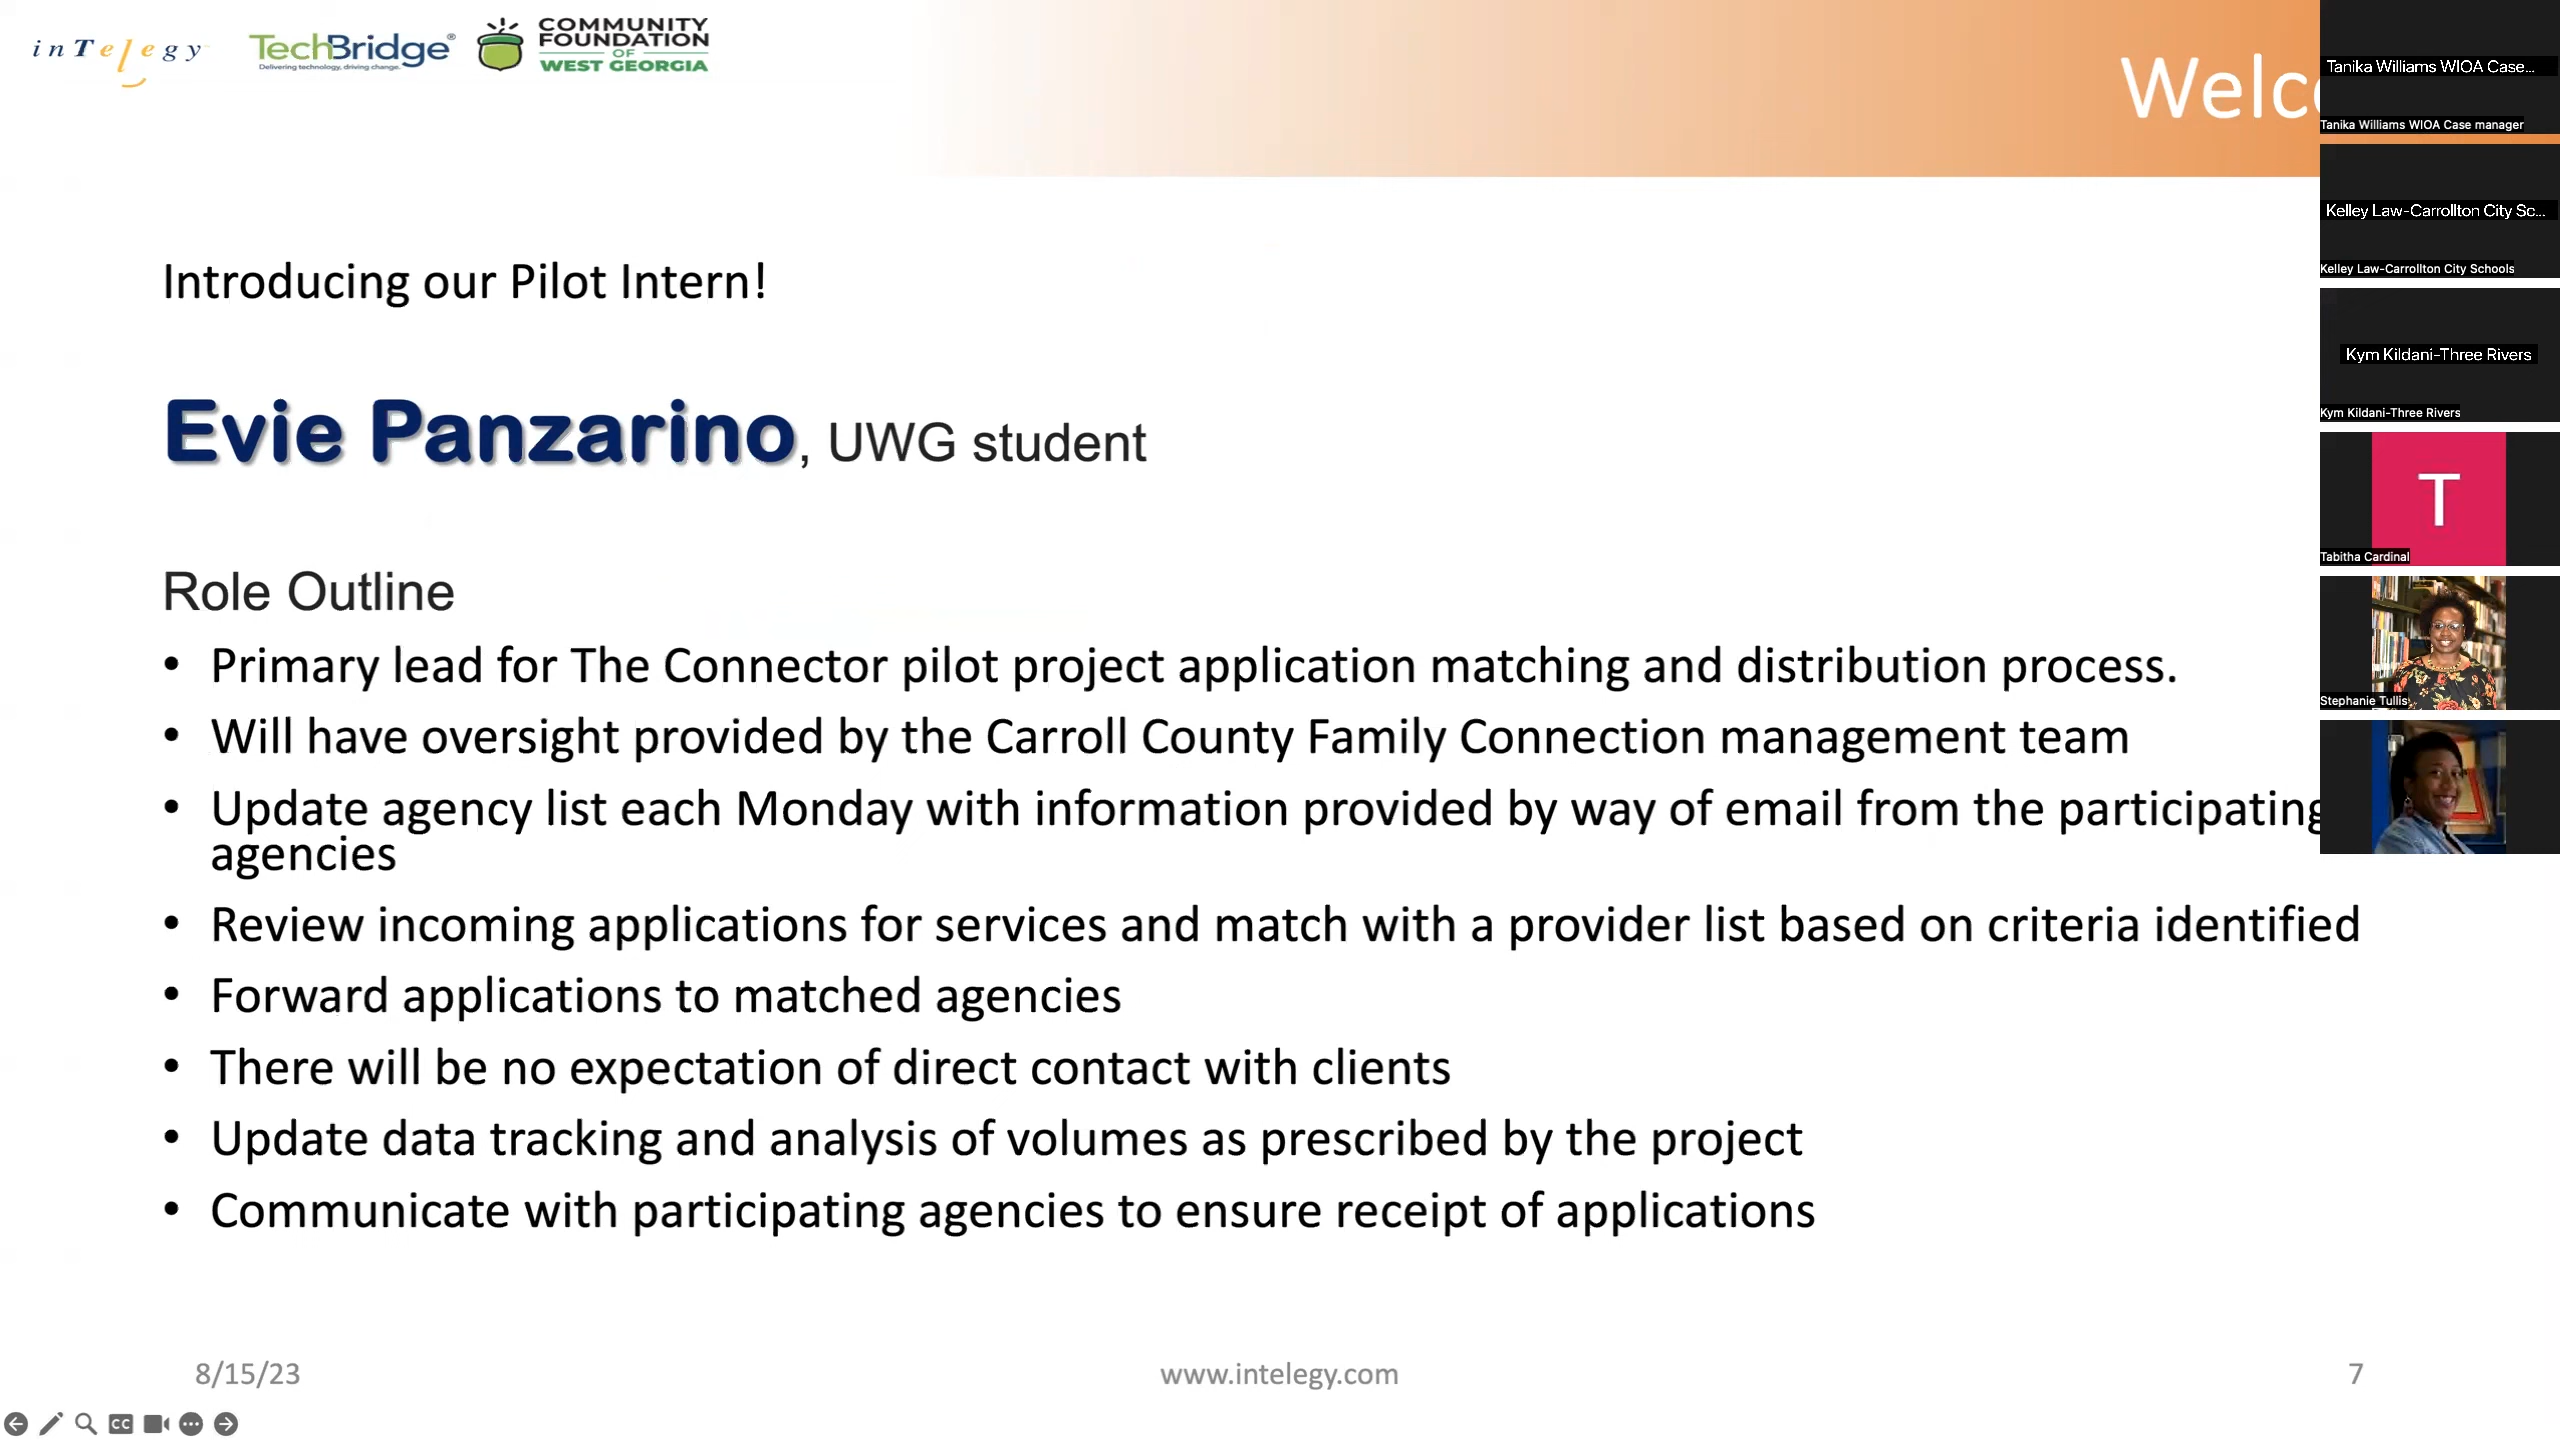 inTelegy
TechBridge®
Delivering technology, driving change.
COMMUNITY
FOUNDATION
OF
WEST GEORGIA
Introducing our Pilot Intern!
Evie Panzarino, UWG student
Role Outline
• Primary lead for The Connector pilot project application matching and distribution process.
• Will have oversight provided by the Carroll County Family Connection management team
• Update agency list each Monday with information provided by way of email from the participating
agencies
• Review incoming applications for services and match with a provider list based on criteria identified
• Forward applications to matched agencies
• There will be no expectation of direct contact with clients
• Update data tracking and analysis of volumes as prescribed by the project
• Communicate with participating agencies to ensure receipt of applications
8/15/23
www.intelegy.com
7
CC
Tanika Williams WIOA Case...
Tanika Williams WIOA Case manager
Kelley Law-Carrollton City Sc...
Kelley Law-Carrollton City Schools
Kym Kildani-Three Rivers
Kym Kildani-Three Rivers
T
Tabitha Cardinal
Stephanie Tullis